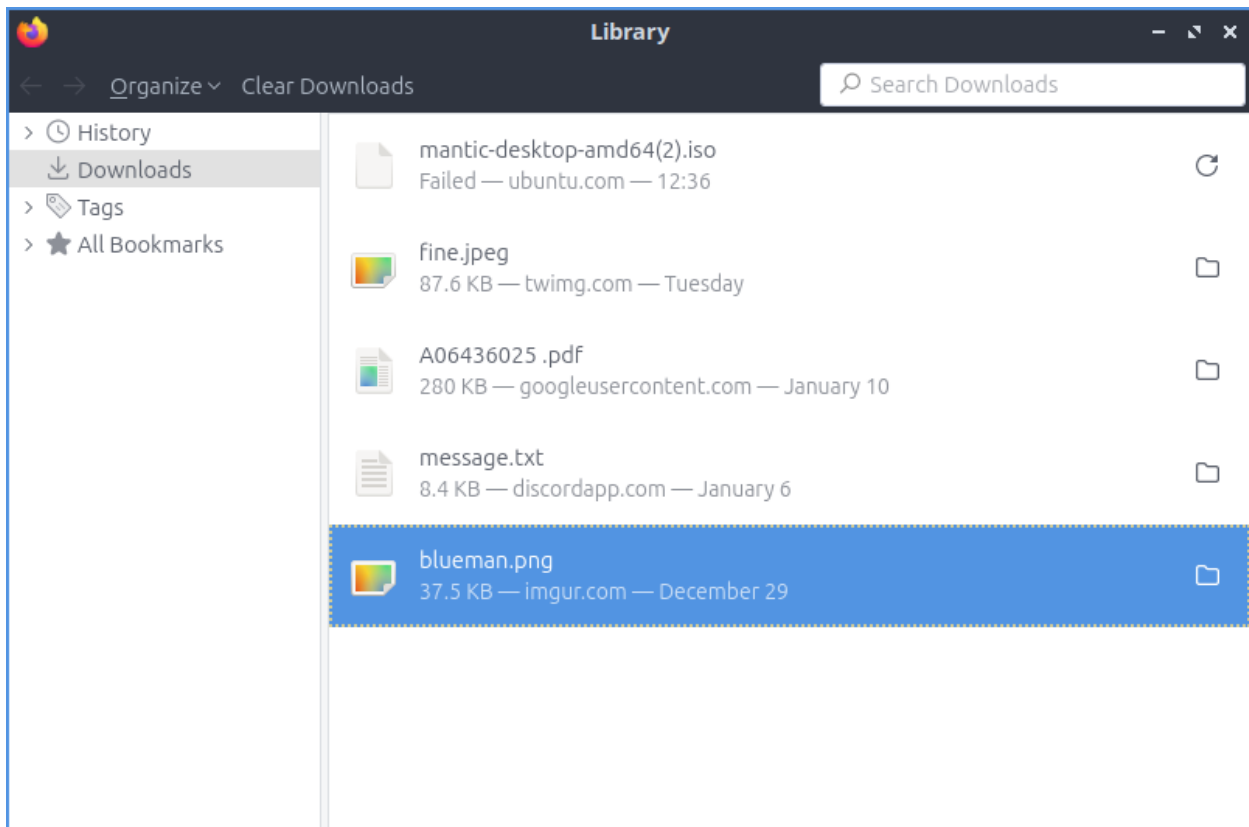 Library
Organize Clear Downloads
Search Downloads
History
Downloads
Tags
All Bookmarks
mantic-desktop-amd64(2).iso
Failed — ubuntu.com — 12:36
fine.jpeg
87.6 KB — twimg.com — Tuesday
A06436025 .pdf
280 KB — googleusercontent.com — January 10
message.txt
8.4 KB — discordapp.com — January 6
blueman.png
37.5 KB — imgur.com — December 29